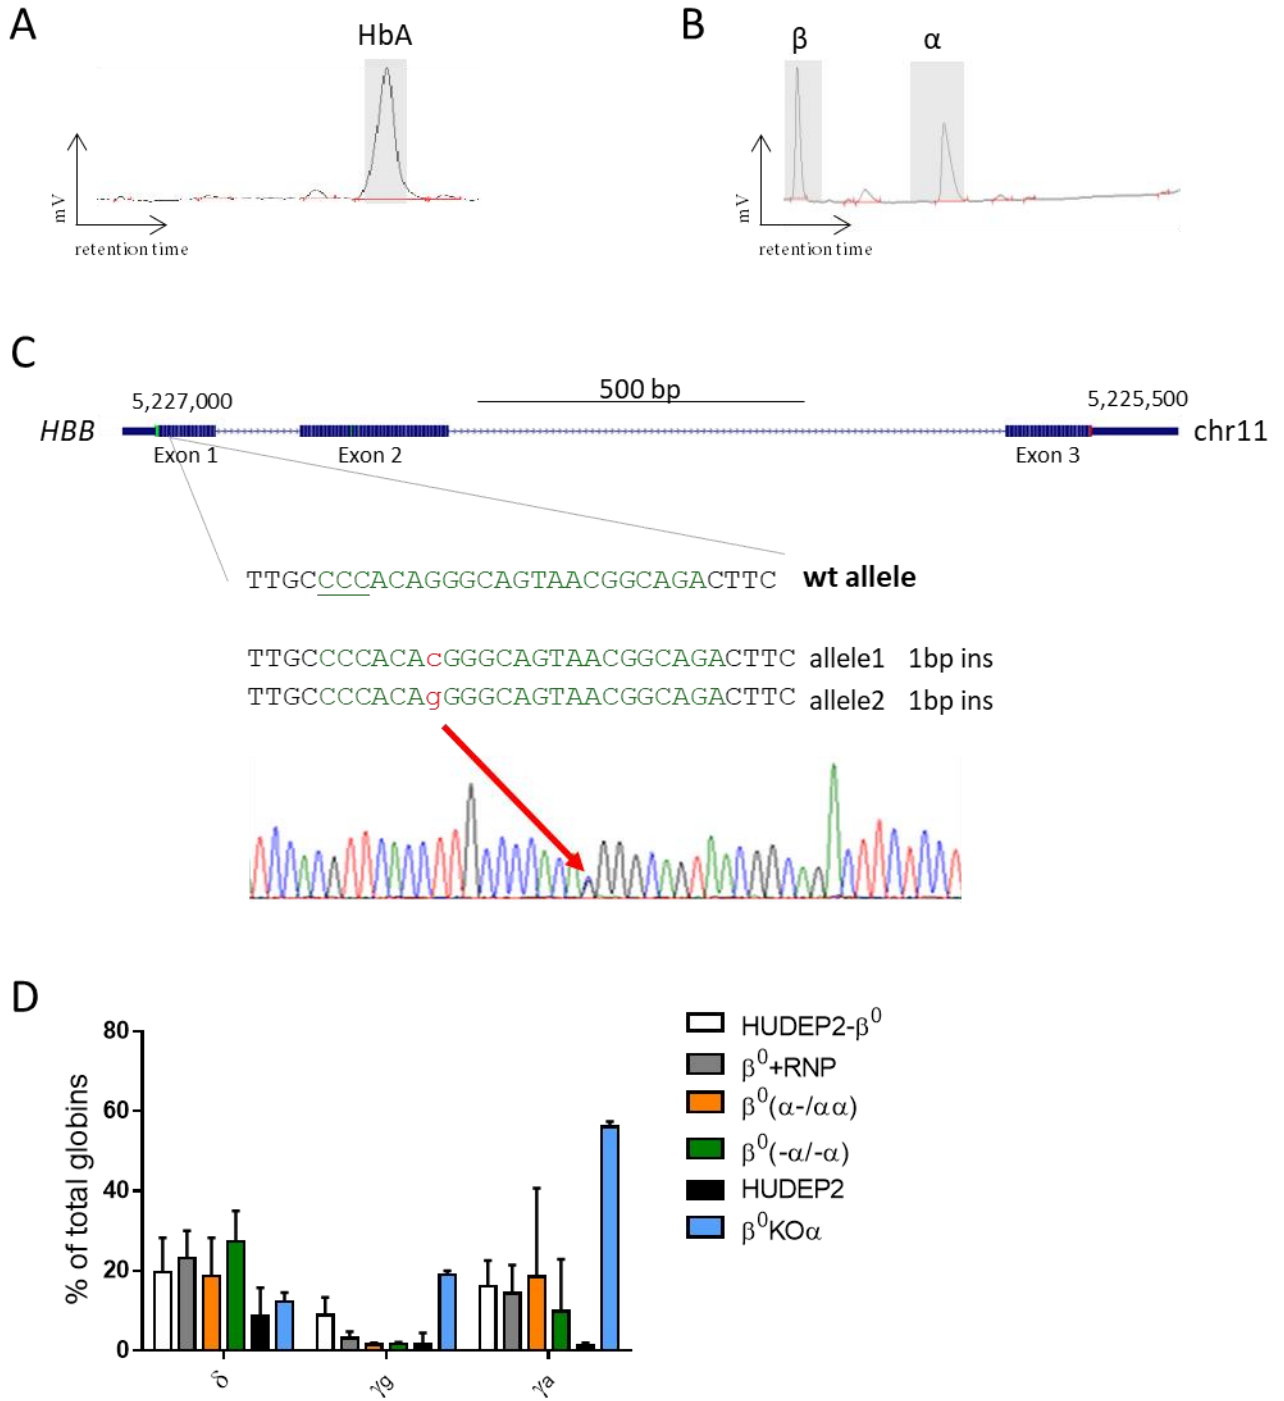 A
HbA
mV
retention time
B
β
α
mV
retention time
C
5,227,000
500 bp
5,225,500
HBB
chr11
Exon 1
Exon 2
Exon 3
TTGCCCCACAGGGCAGTAACGGCAGACTTC wt allele
TTGCCCCACAcGGGCAGTAACGGCAGACTTC allele1 1bp ins
TTGCCCCACAgGGGCAGTAACGGCAGACTTC allele2 1bp ins
D
% of total globins
80
60
40
20
0
δ
γg
γa
HUDEP2-β⁰
β⁰+RNP
β⁰(α-/αα)
β⁰(-α/-α)
HUDEP2
β⁰KOα